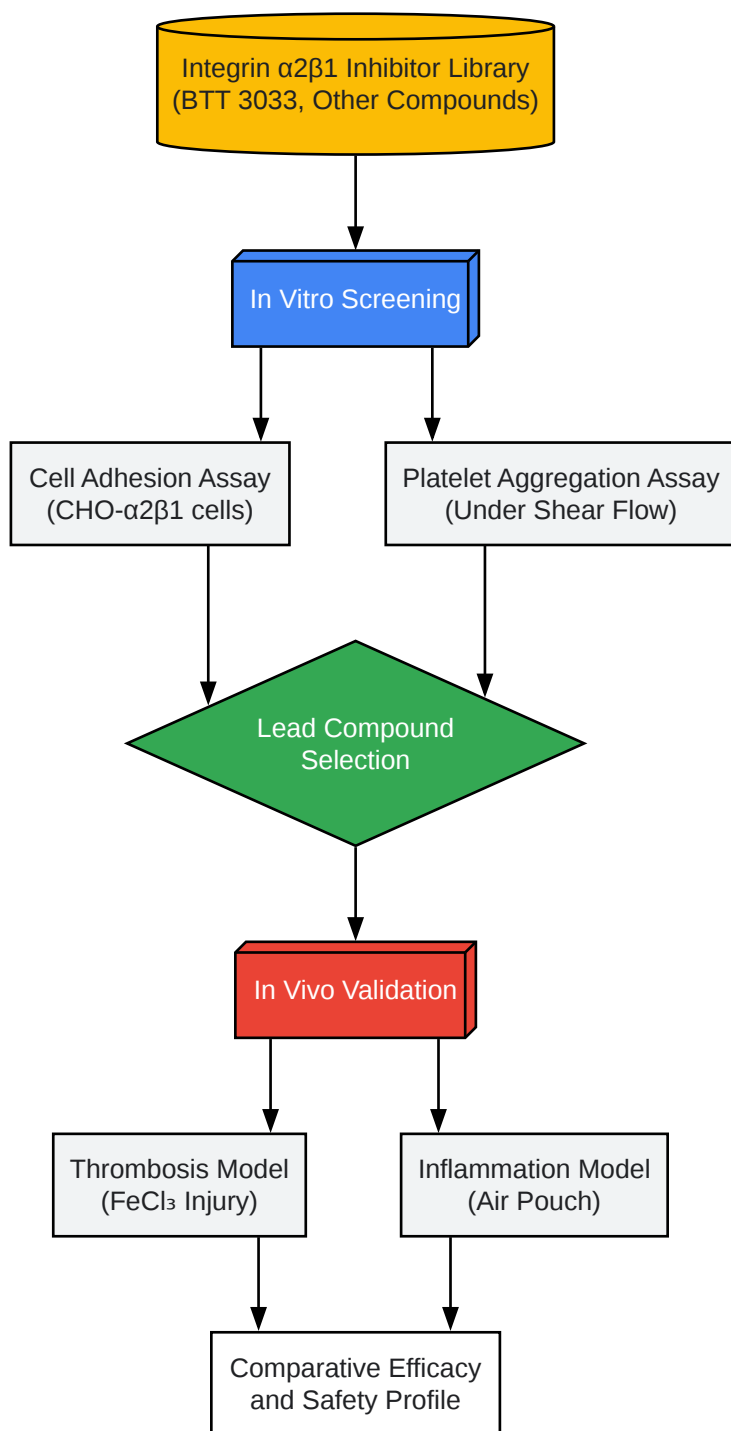 Integrin α2β1 Inhibitor Library
(BTT 3033, Other Compounds)
In Vitro Screening
Cell Adhesion Assay
(CHO-α2β1 cells)
Platelet Aggregation Assay
(Under Shear Flow)
Lead Compound
Selection
In Vivo Validation
Thrombosis Model
(FeCl₃ Injury)
Inflammation Model
(Air Pouch)
Comparative Efficacy
and Safety Profile